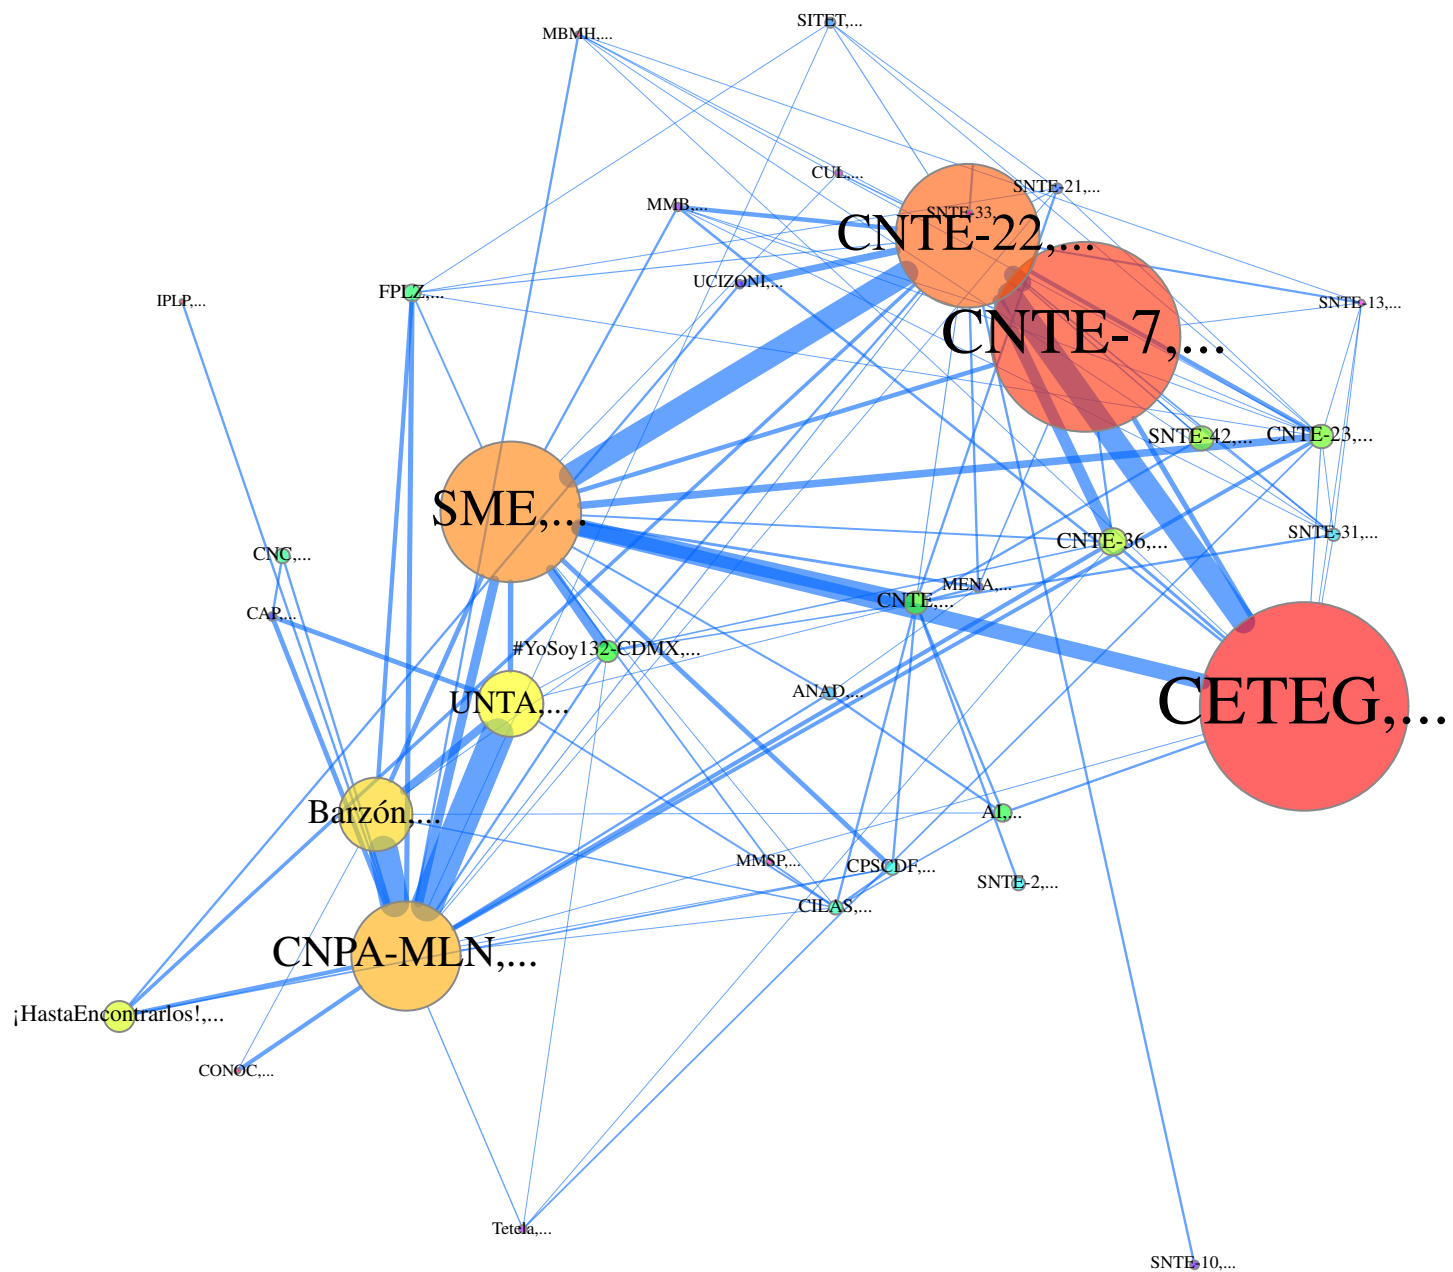 SITET,...
MBMH,...
CUL,...
SNTE-21,...
MMB,...
SNTE-33,...
CNTE-22,...
UCIZONI,...
FPLZ,...
IPLP,...
SNTE-13,...
CNTE-7,...
SNTE-42,...
CNTE-23,...
SME,...
SNTE-31,...
CNTE-36,...
CNC,...
MENA,...
CNTE,...
CAP,...
#YoSoy132-CDMX,...
ANAD,...
UNTA,...
CETEG,...
Barzón,...
AI,...
MMSP,...
CPSCDF,...
SNTE-2,...
CILAS,...
CNPA-MLN,...
¡HastaEncontrarlos!,...
CONOC,...
Tetela,...
SNTE-10,...